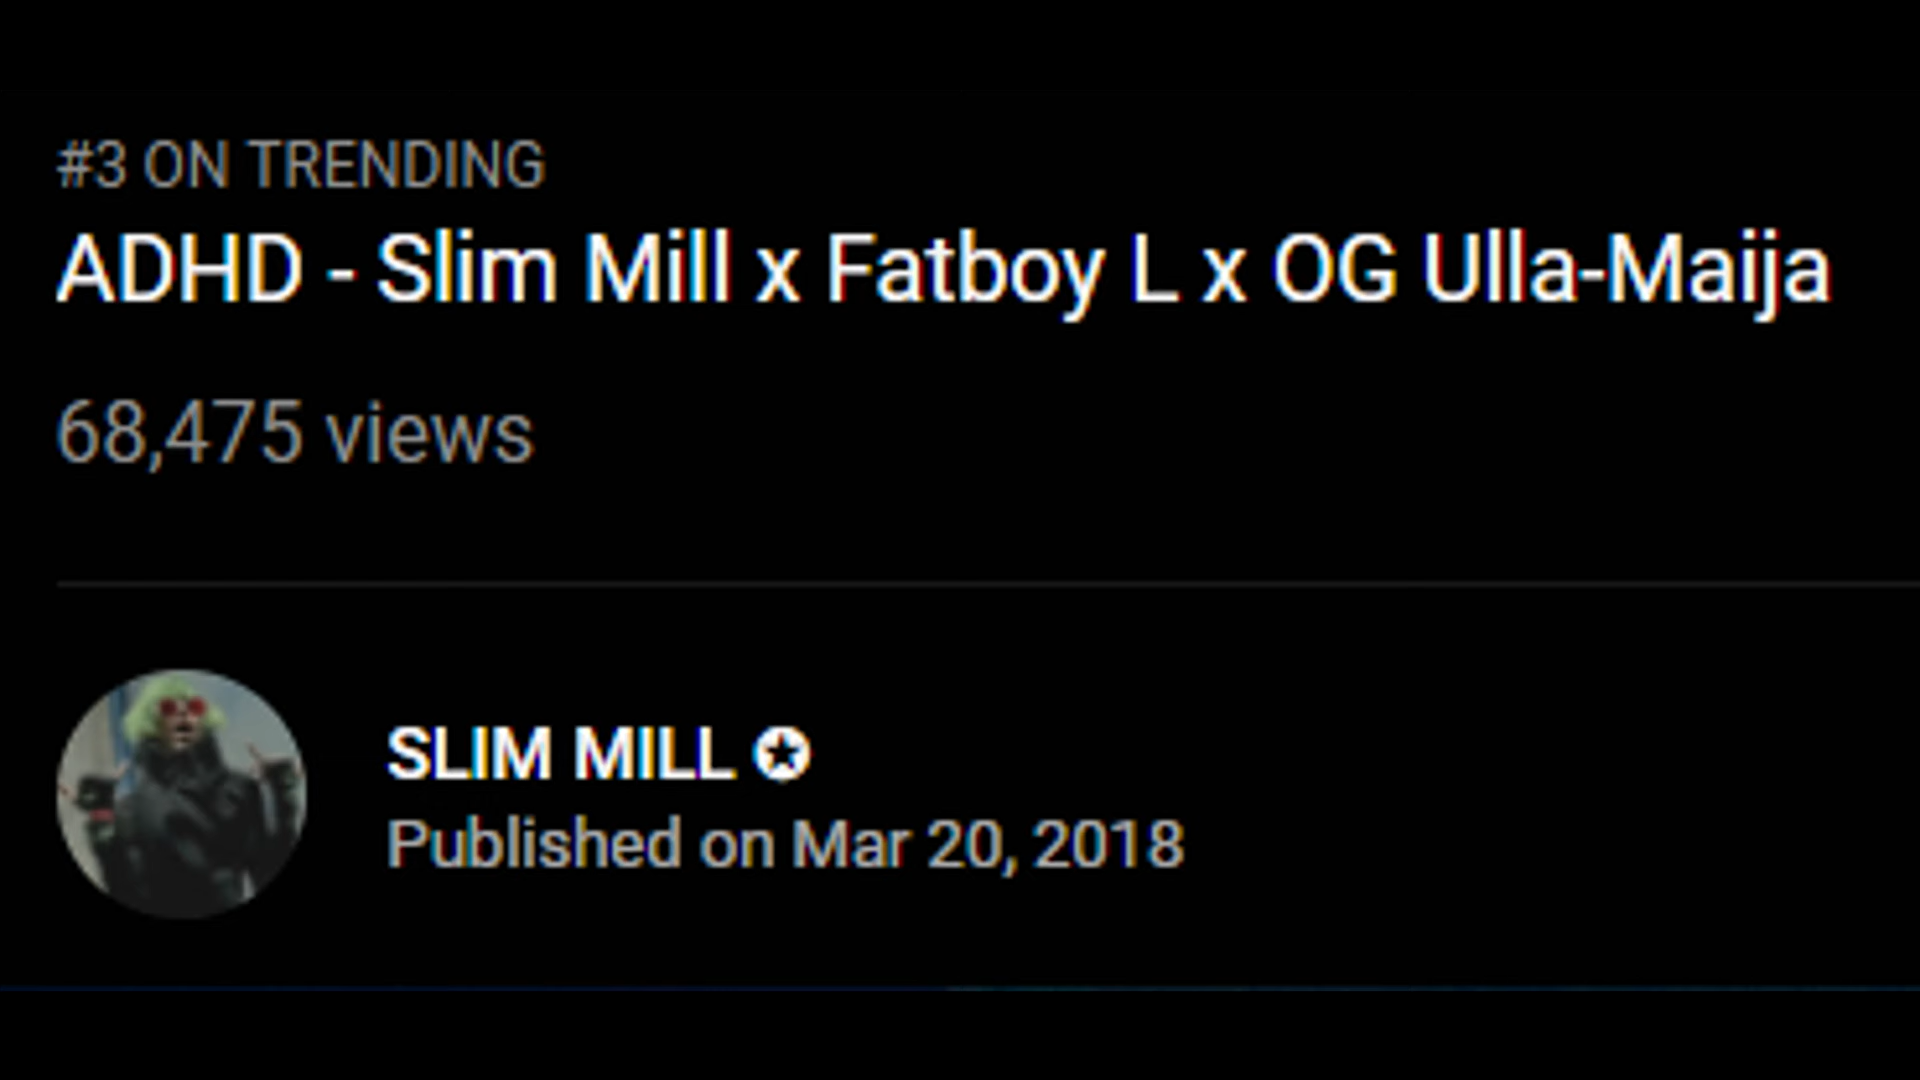 #3 ON TRENDING
ADHD - Slim Mill x Fatboy L x OG Ulla-Maija
68,475 views
SLIM MILL ✪
Published on Mar 20, 2018